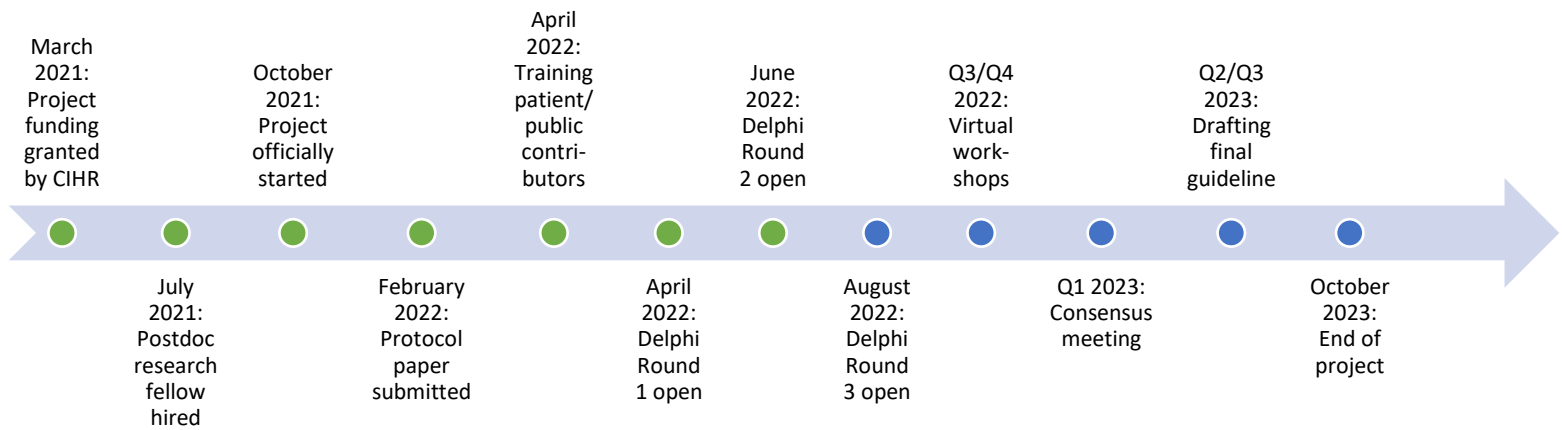 March
2021:
Project
funding
granted
by CIHR
July
2021:
Postdoc
research
fellow
hired
October
2021:
Project
officially
started
February
2022:
Protocol
paper
submitted
April
2022:
Training
patient/
public
contri-
butors
April
2022:
Delphi
Round
1 open
June
2022:
Delphi
Round
2 open
August
2022:
Delphi
Round
3 open
Q3/Q4
2022:
Virtual
work-
shops
Q1 2023:
Consensus
meeting
Q2/Q3
2023:
Drafting
final
guideline
October
2023:
End of
project